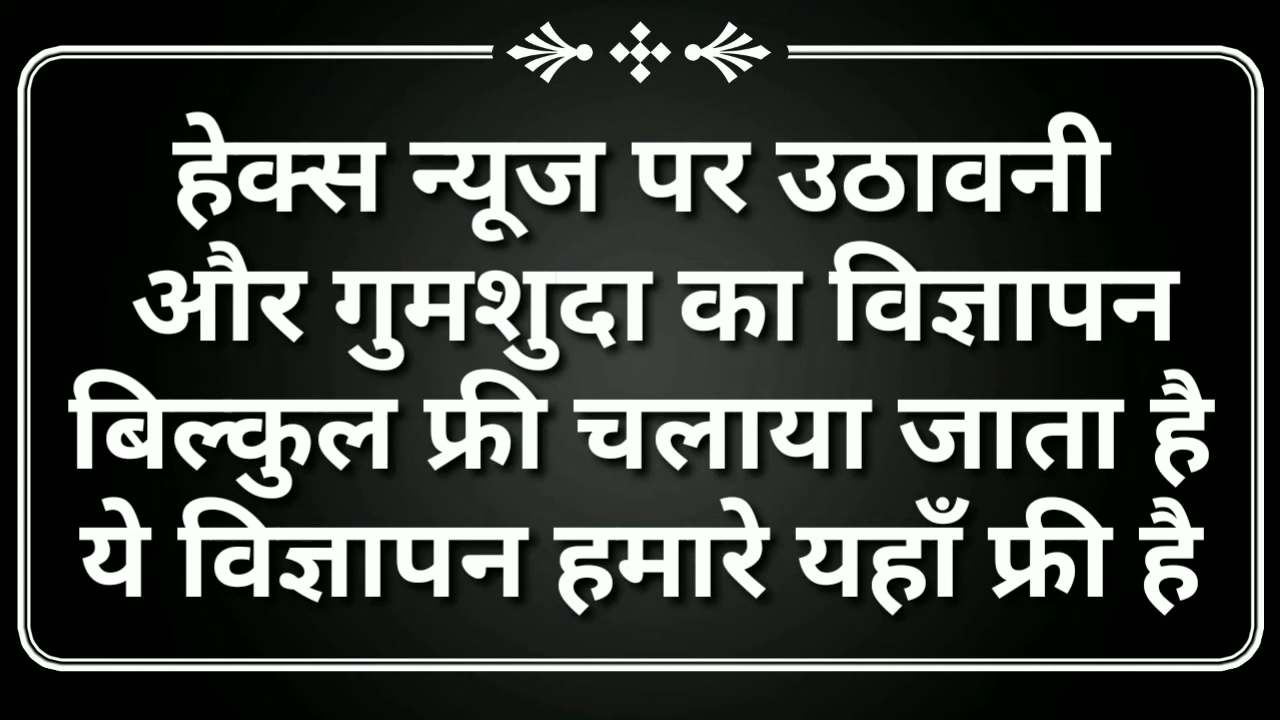 हेक्स न्यूज पर उठावनी
और गुमशुदा का विज्ञापन
बिल्कुल फ्री चलाया जाता है
ये विज्ञापन हमारे यहाँ फ्री है